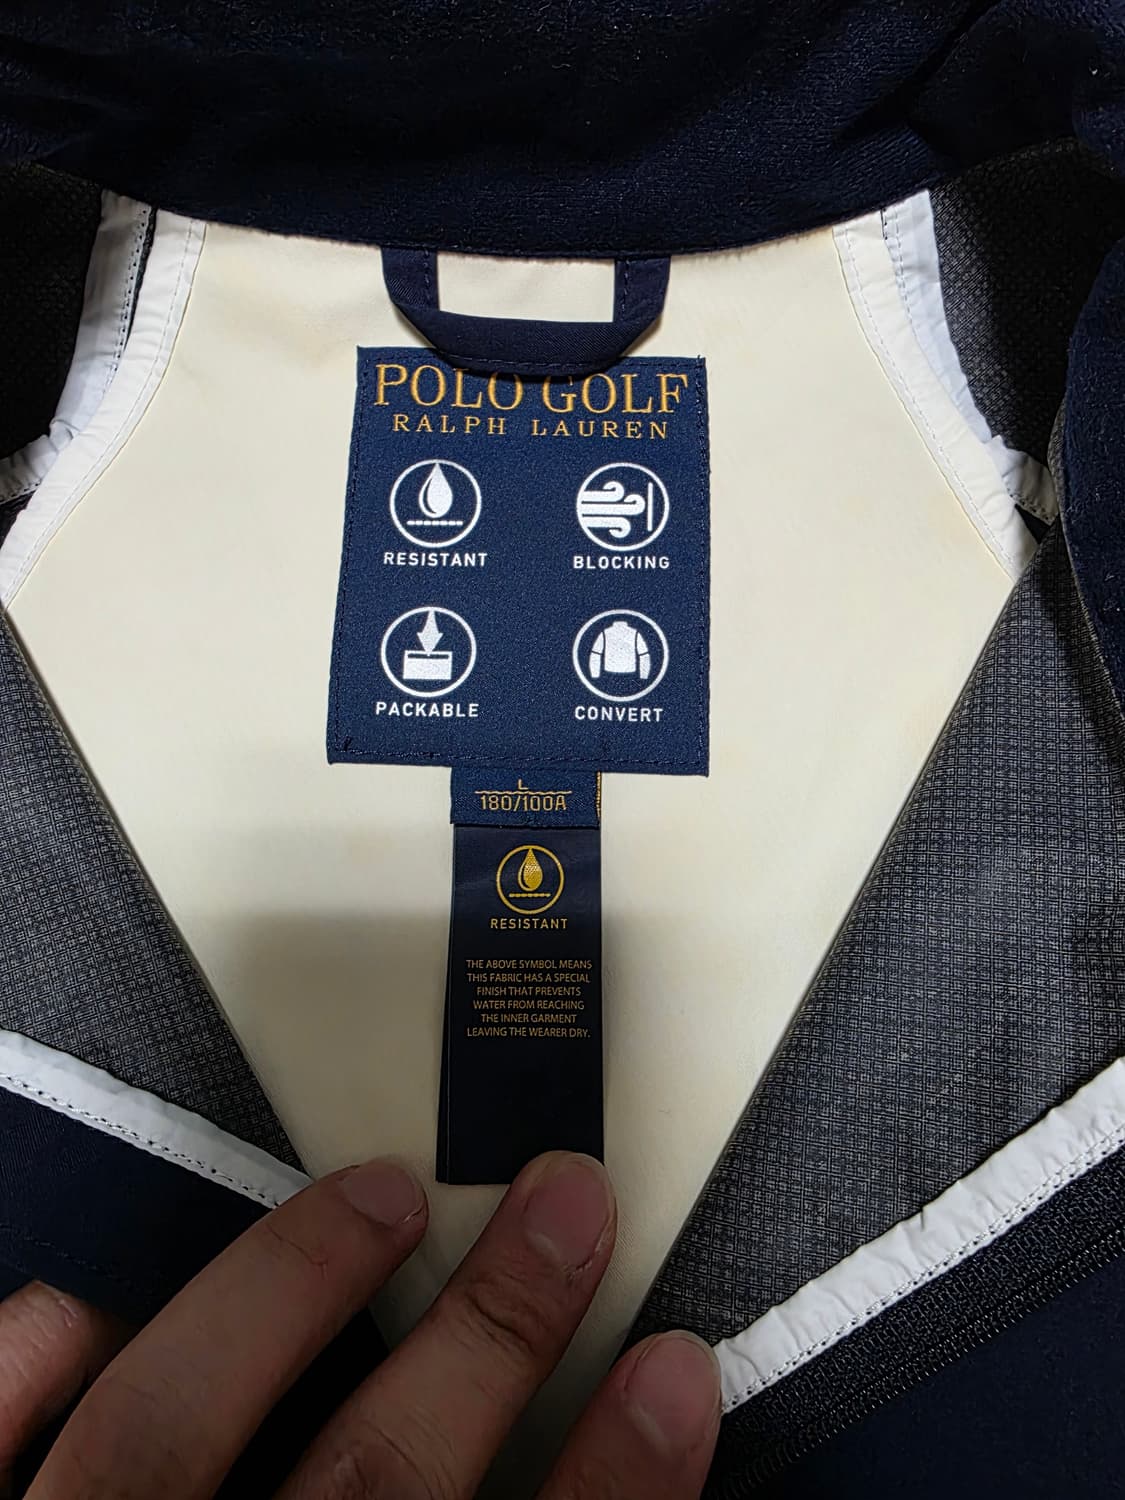 POLO GOLF
RALPH LAUREN
RESISTANT BLOCKING
PACKABLE CONVERT
L
180/100A
RESISTANT
THE ABOVE SYMBOL MEANS
THIS FABRIC HAS A SPECIAL
FINISH THAT PREVENTS
WATER FROM REACHING
THE INNER GARMENT
LEAVING THE WEARER DRY.